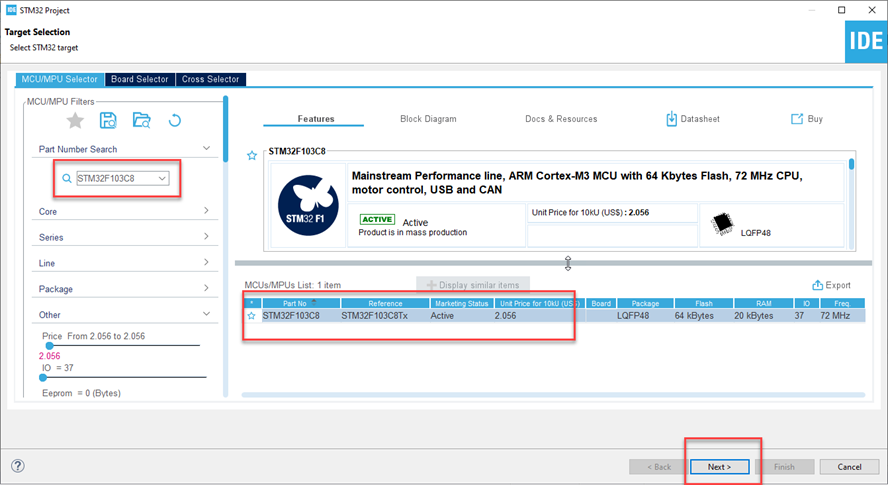 IDE STM32 Project
Target Selection
Select STM32 target
IDE
MCU/MPU Selector Board Selector Cross Selector
MCU/MPU Filters
Part Number Search
STM32F103C8
Core
Series
Line
Package
Other
Price From 2.056 to 2.056
2.056
IO = 37
Eeprom = 0 (Bytes)
Features Block Diagram Docs & Resources Datasheet Buy
STM32F103C8
STM32 F1
Mainstream Performance line, ARM Cortex-M3 MCU with 64 Kbytes Flash, 72 MHz CPU,
motor control, USB and CAN
ACTIVE Active
Product is in mass production
Unit Price for 10kU (US$) : 2.056
LQFP48
MCUs/MPUs List: 1 item Display similar items Export
* Part No Reference Marketing Status Unit Price for 10kU (US$) Board Package Flash RAM IO Freq.
STM32F103C8 STM32F103C8Tx Active 2.056 LQFP48 64 kBytes 20 kBytes 37 72 MHz
? < Back Next > Finish Cancel